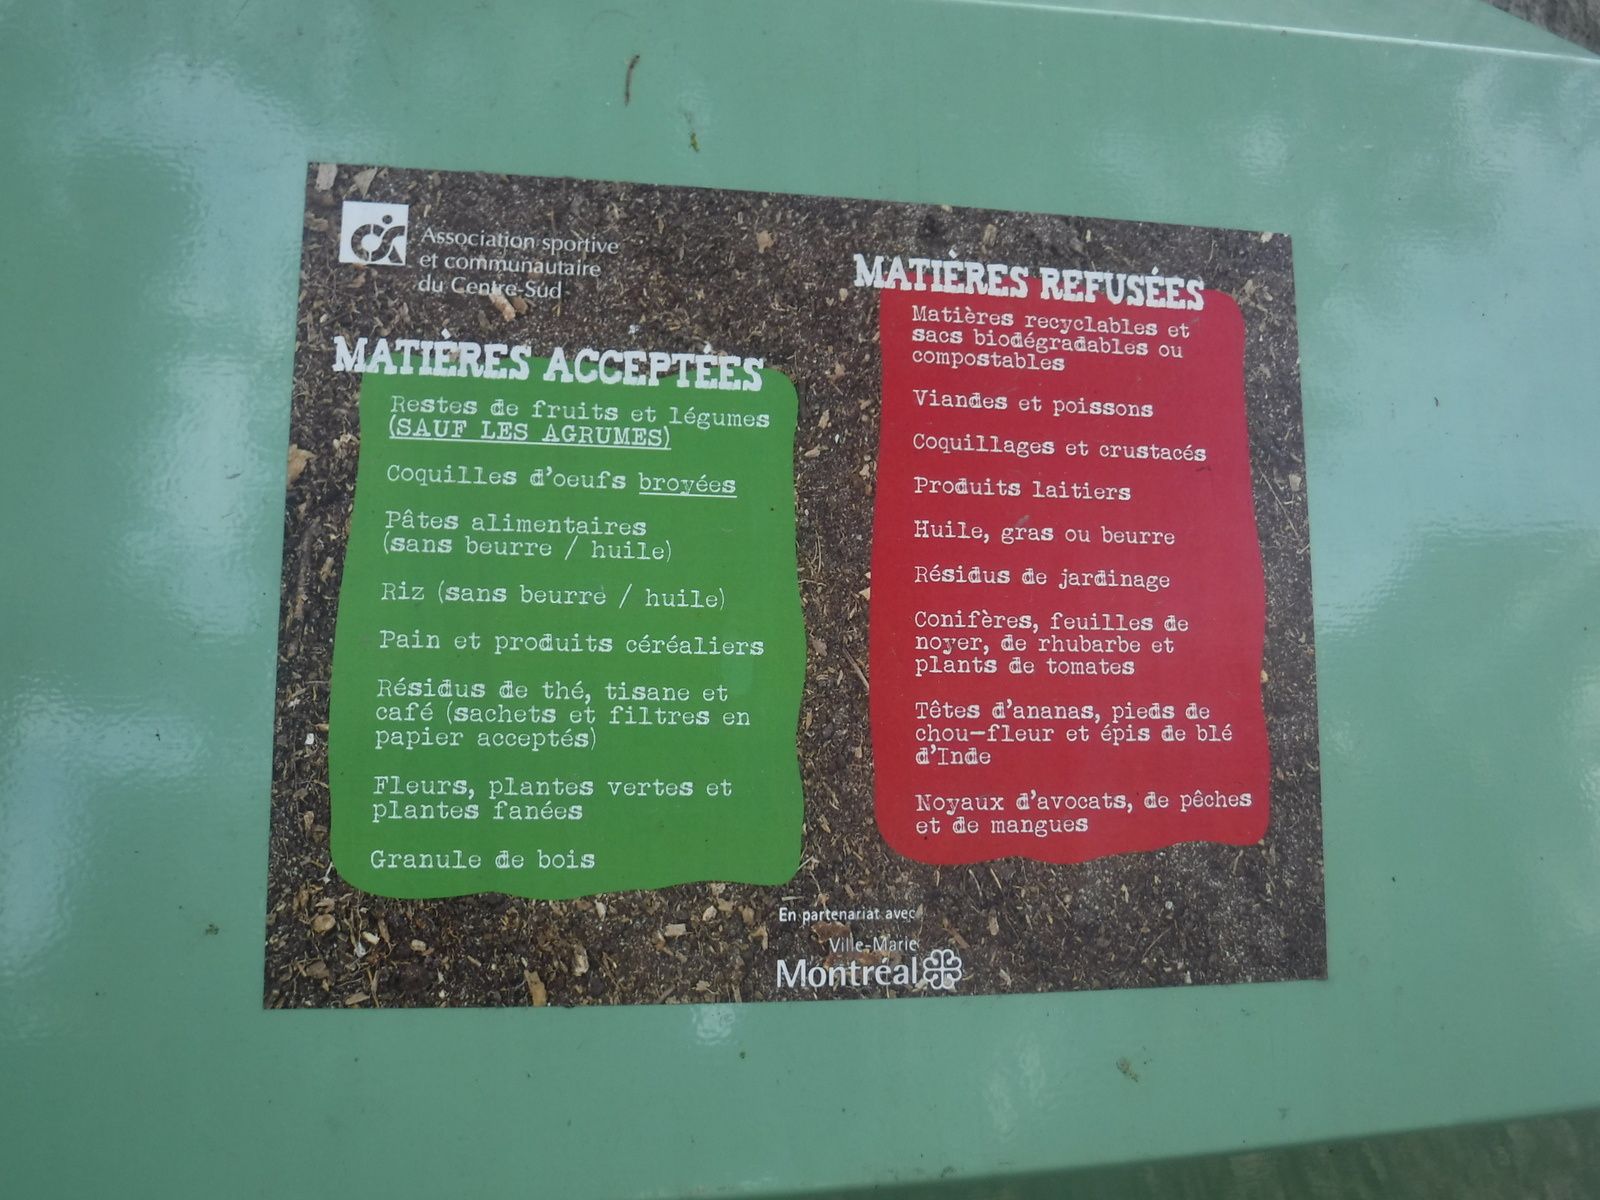 Association sportive
et communautaire
du Centre-Sud
MATIÈRES ACCEPTÉES
Restes de fruits et légumes
(SAUF LES AGRUMES)
Coquilles d'oeufs broyées
Pâtes alimentaires
(sans beurre / huile)
Riz (sans beurre / huile)
Pain et produits céréaliers
Résidus de thé, tisane et
café (sachets et filtres en
papier acceptés)
Fleurs, plantes vertes et
plantes fanées
Granule de bois
MATIÈRES REFUSÉES
Matières recyclables et
sacs biodégradables ou
compostables
Viandes et poissons
Coquillages et crustacés
Produits laitiers
Huile, gras ou beurre
Résidus de jardinage
Conifères, feuilles de
noyer, de rhubarbe et
plants de tomates
Têtes d'ananas, pieds de
chou-fleur et épis de blé
d'Inde
Noyaux d'avocats, de pêches
et de mangues
En partenariat avec
Ville-Marie
Montréal